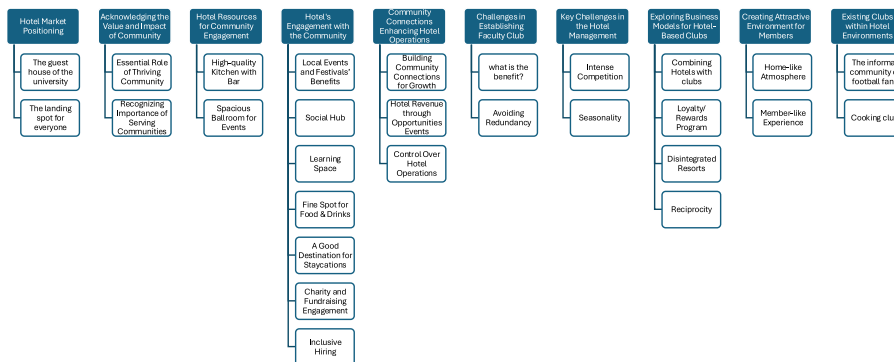 Hotel Market
Positioning
The guest
house of the
university
The landing
spot for
everyone
Acknowledging the
Value and Impact
of Community
Essential Role
of Thriving
Community
Recognizing
Importance of
Serving
Communities
Hotel Resources
for Community
Engagement
High-quality
Kitchen with
Bar
Spacious
Ballroom for
Events
Hotel's
Engagement with
the Community
Local Events
and Festivals'
Benefits
Social Hub
Learning
Space
Fine Spot for
Food & Drinks
A Good
Destination for
Staycations
Charity and
Fundraising
Engagement
Inclusive
Hiring
Community
Connections
Enhancing Hotel
Operations
Building
Community
Connections
for Growth
Hotel Revenue
through
Opportunities
Events
Control Over
Hotel
Operations
Challenges in
Establishing
Faculty Club
what is the
benefit?
Avoiding
Redundancy
Key Challenges in
the Hotel
Management
Intense
Competition
Seasonality
Exploring Business
Models for Hotel-
Based Clubs
Combining
Hotels with
clubs
Loyalty/
Rewards
Program
Disintegrated
Resorts
Reciprocity
Creating Attractive
Environment for
Members
Home-like
Atmosphere
Member-like
Experience
Existing Clubs
within Hotel
Environments
The informa
community
football fan
Cooking clu